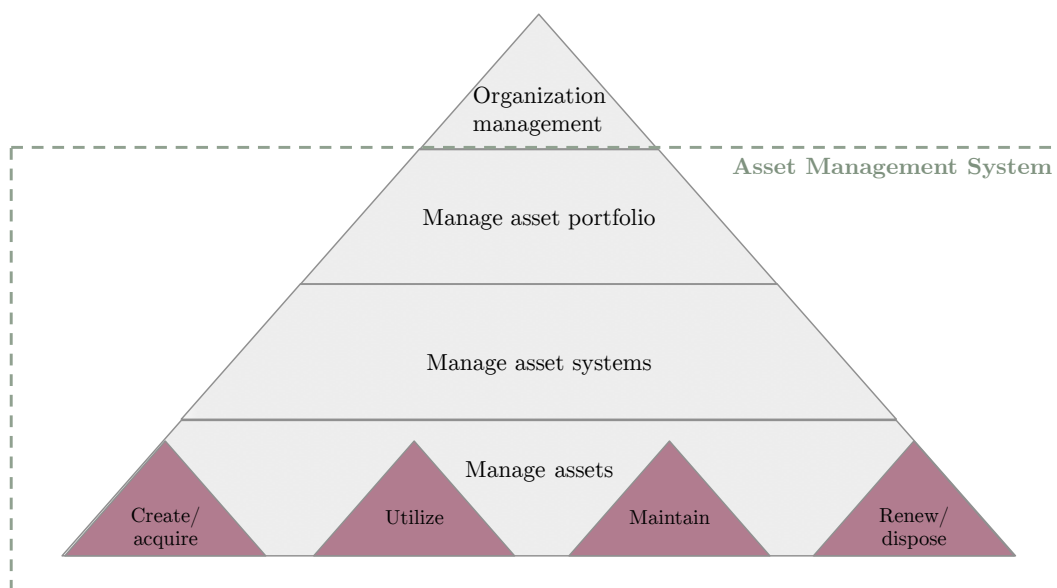 Organization
management
Asset Management System
Manage asset portfolio
Manage asset systems
Manage assets
Create/
acquire
Utilize
Maintain
Renew/
dispose